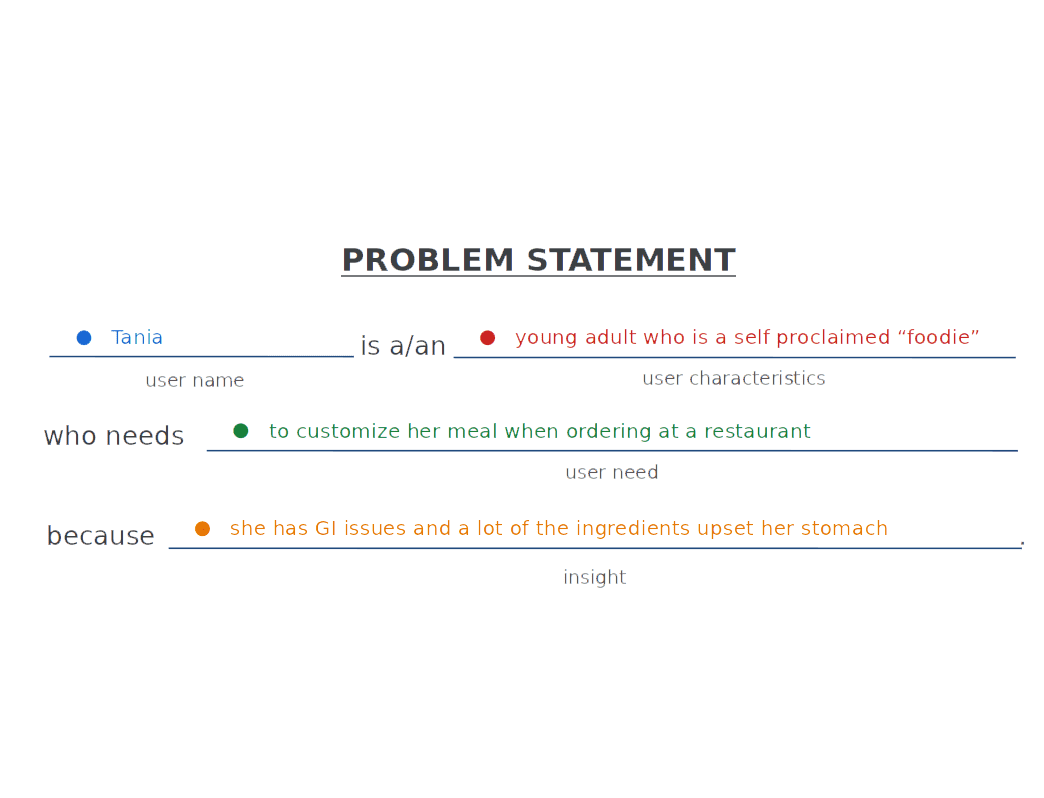 PROBLEM STATEMENT
● Tania is a/an ● young adult who is a self proclaimed “foodie”
user name user characteristics
who needs ● to customize her meal when ordering at a restaurant
user need
because ● she has GI issues and a lot of the ingredients upset her stomach .
insight